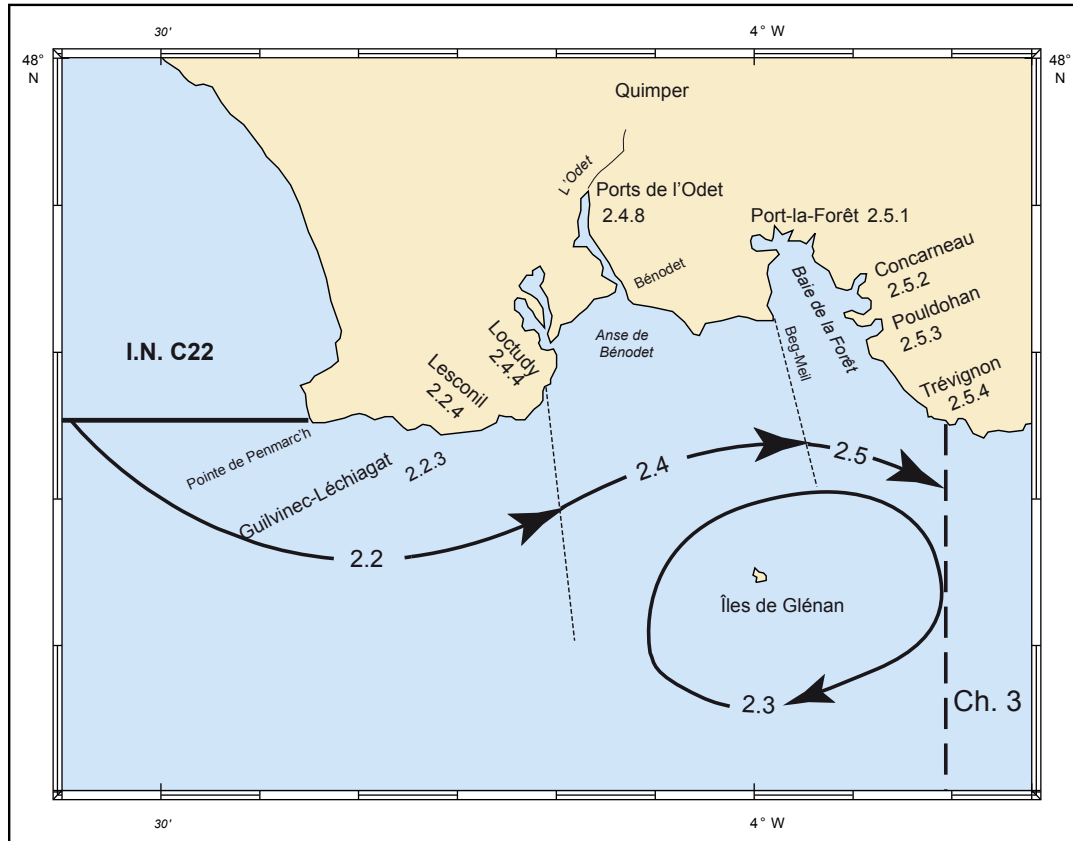 30'
4° W
48°
N
48°
N
Quimper
L'Odet
Ports de l'Odet
2.4.8
Port-la-Forêt 2.5.1
Concarneau
2.5.2
Bénodet
Baie de la Forêt
Pouldohan
2.5.3
Anse de
Bénodet
Beg-Meil
I.N. C22
Loctudy
2.4.4
Lesconil
2.2.4
Trévignon
2.5.4
Pointe de Penmarc'h
Guilvinec-Léchiagat 2.2.3
2.4
2.5
2.2
Îles de Glénan
2.3
Ch. 3
30'
4° W